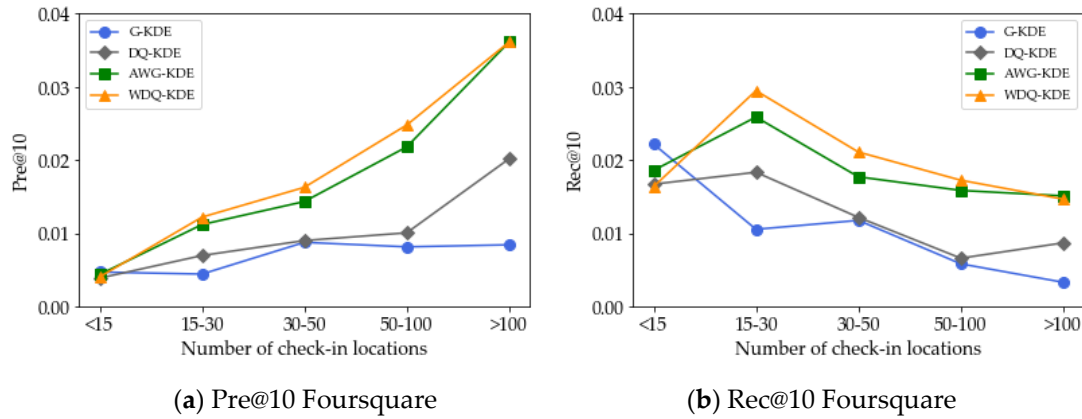 0.04
0.03
0.02
0.01
0.00
Pre@10
G-KDE
DQ-KDE
AWG-KDE
WDQ-KDE
<15
15-30
30-50
50-100
>100
Number of check-in locations
(a) Pre@10 Foursquare
0.04
0.03
0.02
0.01
0.00
Rec@10
G-KDE
DQ-KDE
AWG-KDE
WDQ-KDE
<15
15-30
30-50
50-100
>100
Number of check-in locations
(b) Rec@10 Foursquare